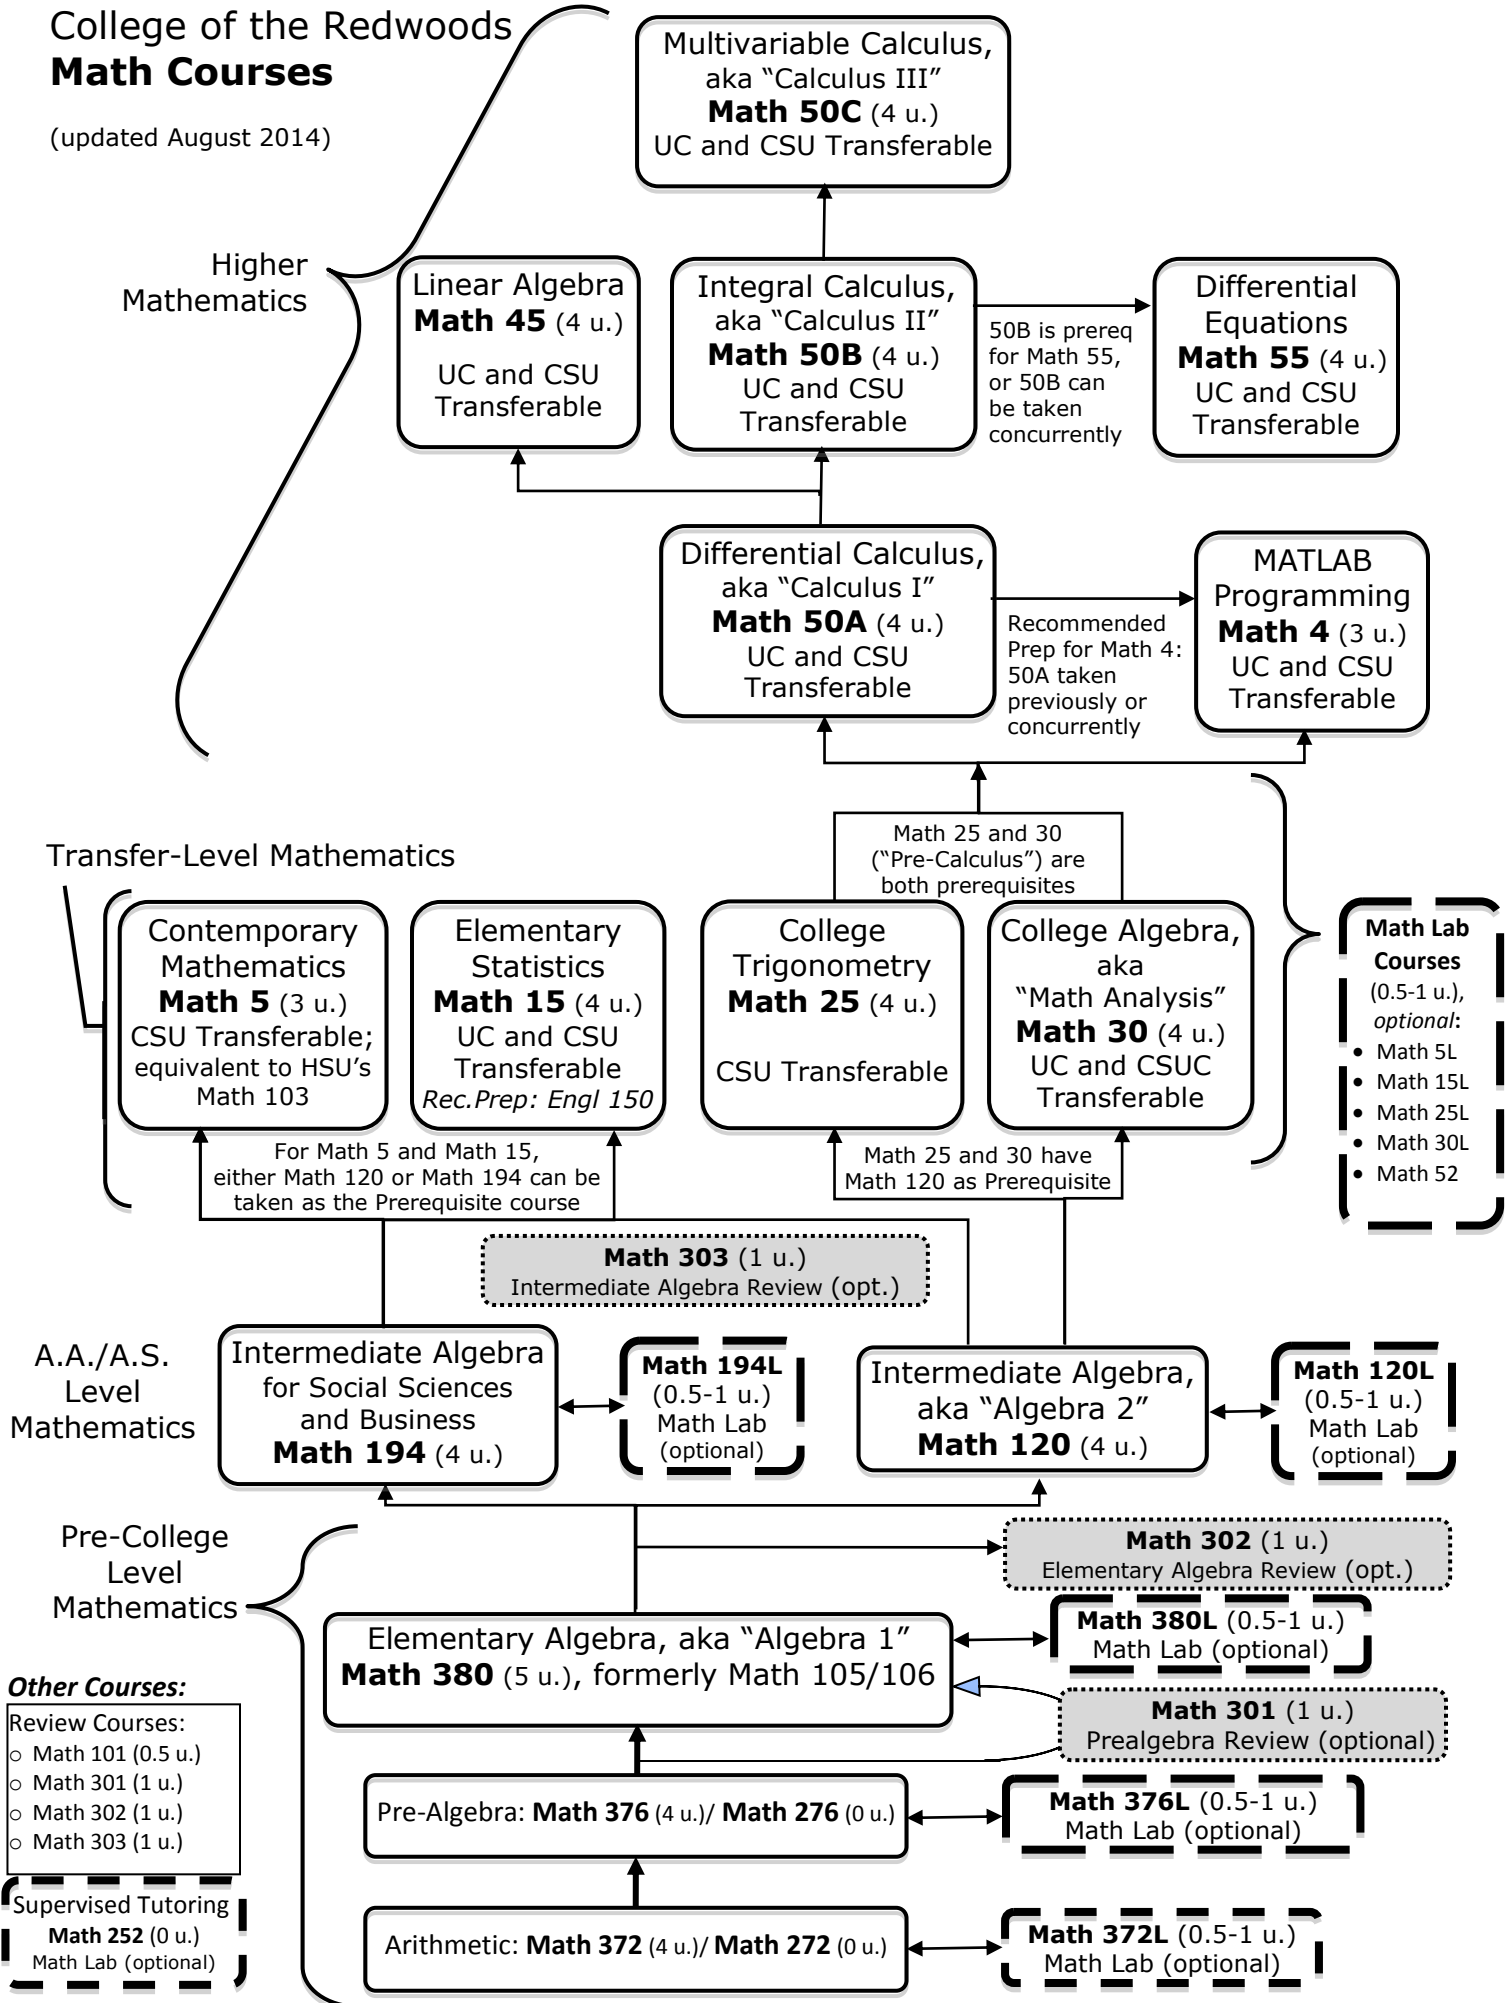 College of the Redwoods
Math Courses
(updated August 2014)
Multivariable Calculus,
aka “Calculus III”
Math 50C (4 u.)
UC and CSU Transferable
Higher
Mathematics
Linear Algebra
Math 45 (4 u.)
UC and CSU
Transferable
Integral Calculus,
aka “Calculus II”
Math 50B (4 u.)
UC and CSU
Transferable
50B is prereq
for Math 55,
or 50B can
be taken
concurrently
Differential
Equations
Math 55 (4 u.)
UC and CSU
Transferable
Differential Calculus,
aka “Calculus I”
Math 50A (4 u.)
UC and CSU
Transferable
Recommended
Prep for Math 4:
50A taken
previously or
concurrently
MATLAB
Programming
Math 4 (3 u.)
UC and CSU
Transferable
Math 25 and 30
(“Pre-Calculus”) are
both prerequisites
Transfer-Level Mathematics
Contemporary
Mathematics
Math 5 (3 u.)
CSU Transferable;
equivalent to HSU’s
Math 103
Elementary
Statistics
Math 15 (4 u.)
UC and CSU
Transferable
Rec.Prep: Engl 150
College
Trigonometry
Math 25 (4 u.)
CSU Transferable
College Algebra,
aka
“Math Analysis”
Math 30 (4 u.)
UC and CSUC
Transferable
Math Lab
Courses
(0.5-1 u.),
optional:
• Math 5L
• Math 15L
• Math 25L
• Math 30L
• Math 52
For Math 5 and Math 15,
either Math 120 or Math 194 can be
taken as the Prerequisite course
Math 25 and 30 have
Math 120 as Prerequisite
Math 303 (1 u.)
Intermediate Algebra Review (opt.)
A.A./A.S.
Level
Mathematics
Intermediate Algebra
for Social Sciences
and Business
Math 194 (4 u.)
Math 194L
(0.5-1 u.)
Math Lab
(optional)
Intermediate Algebra,
aka “Algebra 2”
Math 120 (4 u.)
Math 120L
(0.5-1 u.)
Math Lab
(optional)
Pre-College
Level
Mathematics
Math 302 (1 u.)
Elementary Algebra Review (opt.)
Elementary Algebra, aka “Algebra 1”
Math 380 (5 u.), formerly Math 105/106
Math 380L (0.5-1 u.)
Math Lab (optional)
Math 301 (1 u.)
Prealgebra Review (optional)
Other Courses:
Review Courses:
o Math 101 (0.5 u.)
o Math 301 (1 u.)
o Math 302 (1 u.)
o Math 303 (1 u.)
Pre-Algebra: Math 376 (4 u.)/ Math 276 (0 u.)
Math 376L (0.5-1 u.)
Math Lab (optional)
Supervised Tutoring
Math 252 (0 u.)
Math Lab (optional)
Arithmetic: Math 372 (4 u.)/ Math 272 (0 u.)
Math 372L (0.5-1 u.)
Math Lab (optional)